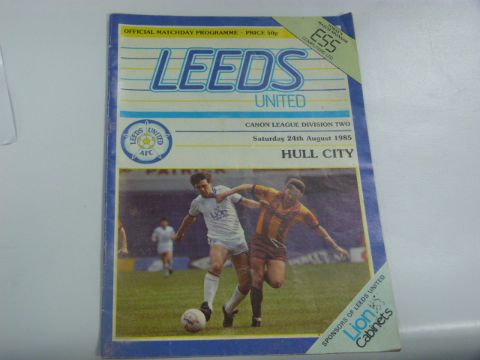 OFFICIAL MATCHDAY PROGRAMME - PRICE 50p
ESS
LEEDS
UNITED
CANON LEAGUE DIVISION TWO
Saturday 24th August 1985
HULL CITY
LEEDS UNITED
AFC
SPONSORS OF LEEDS UNITED
Lion
Cabinets